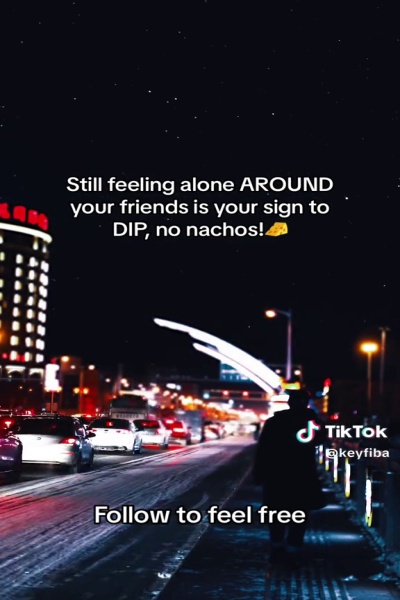 Still feeling alone AROUND
your friends is your sign to
DIP, no nachos!🧀
TikTok
@keyfiba
Follow to feel free